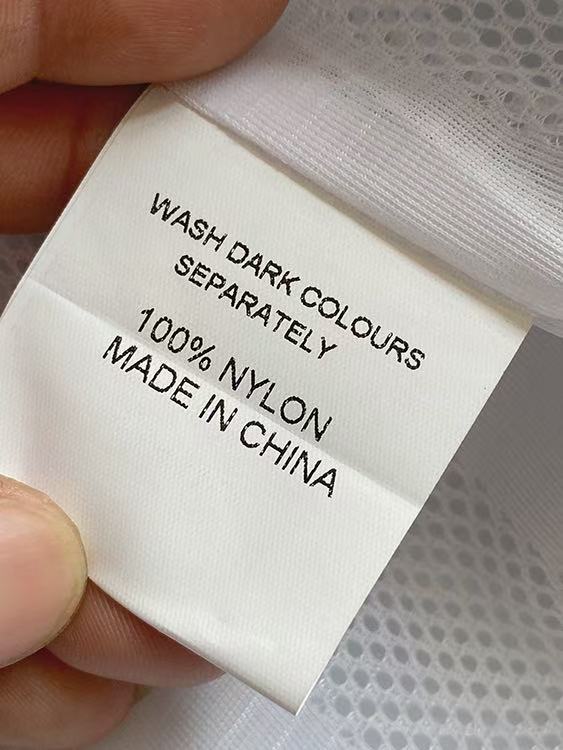 WASH DARK COLOURS
SEPARATELY
100% NYLON
MADE IN CHINA